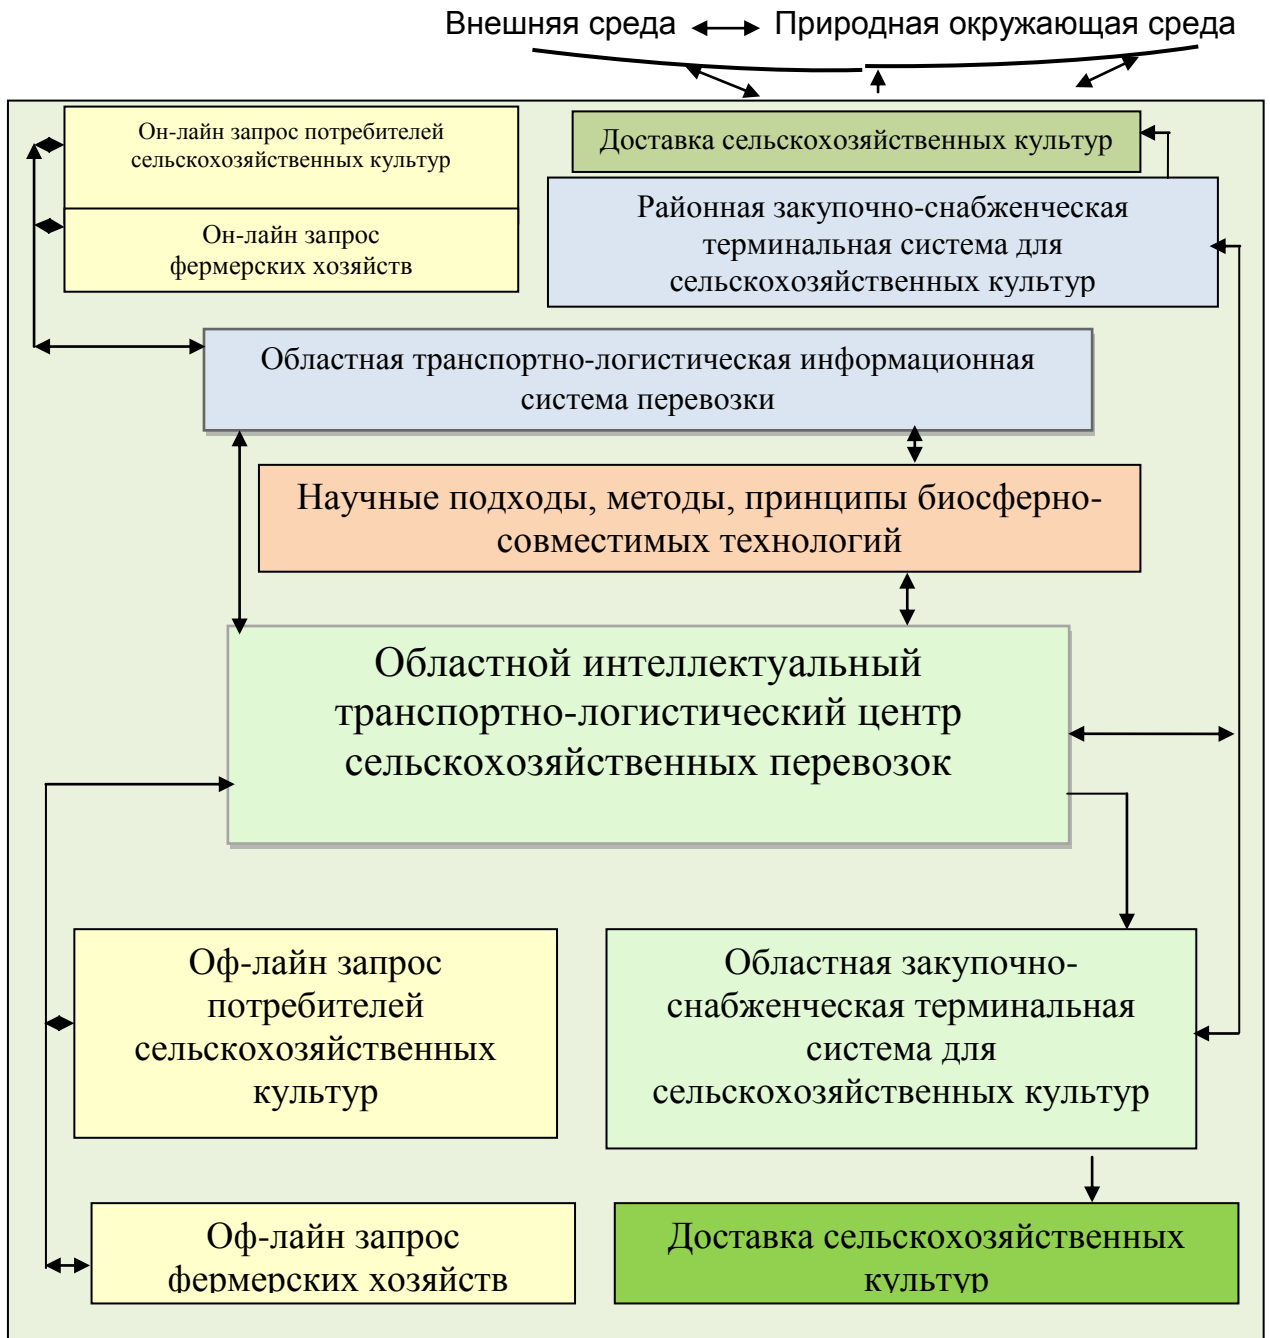 Внешняя среда Природная окружающая среда
Он-лайн запрос потребителей
сельскохозяйственных культур
Доставка сельскохозяйственных культур
Он-лайн запрос
фермерских хозяйств
Районная закупочно-снабженческая
терминальная система для
сельскохозяйственных культур
Областная транспортно-логистическая информационная
система перевозки
Научные подходы, методы, принципы биосферно-
совместимых технологий
Областной интеллектуальный
транспортно-логистический центр
сельскохозяйственных перевозок
Оф-лайн запрос
потребителей
сельскохозяйственных
культур
Областная закупочно-
снабженческая терминальная
система для
сельскохозяйственных культур
Оф-лайн запрос
фермерских хозяйств
Доставка сельскохозяйственных
культур